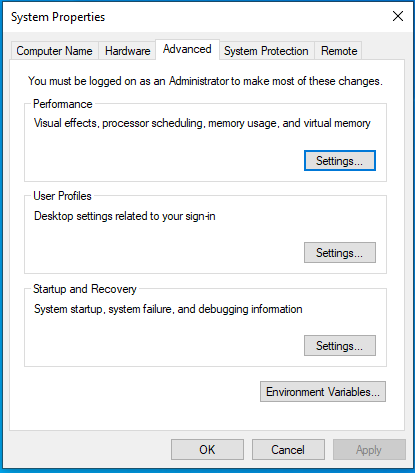 System Properties
Computer Name Hardware Advanced System Protection Remote
You must be logged on as an Administrator to make most of these changes.
Performance
Visual effects, processor scheduling, memory usage, and virtual memory
Settings...
User Profiles
Desktop settings related to your sign-in
Settings...
Startup and Recovery
System startup, system failure, and debugging information
Settings...
Environment Variables...
OK Cancel Apply